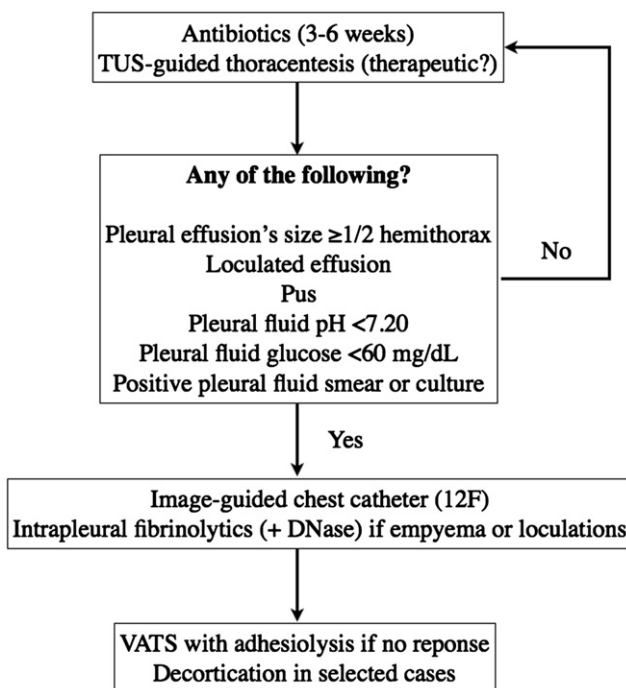 Antibiotics (3-6 weeks)
TUS-guided thoracentesis (therapeutic?)
Any of the following?
Pleural effusion's size ≥1/2 hemithorax
Loculated effusion
Pus
Pleural fluid pH <7.20
Pleural fluid glucose <60 mg/dL
Positive pleural fluid smear or culture
No
Yes
Image-guided chest catheter (12F)
Intrapleural fibrinolytics (+ DNase) if empyema or loculations
VATS with adhesiolysis if no reponse
Decortication in selected cases